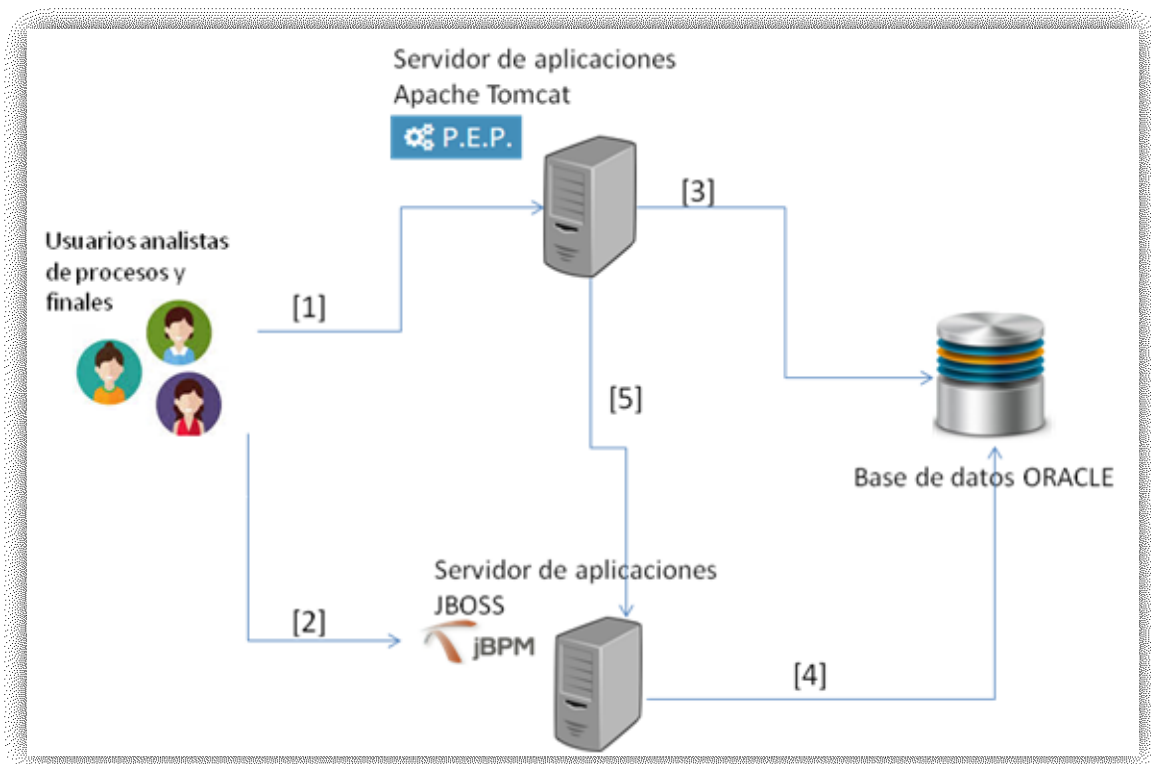 Servidor de aplicaciones
Apache Tomcat
P.E.P.
[3]
Usuarios analistas
de procesos y
finales
[1]
[5]
Base de datos ORACLE
Servidor de aplicaciones
JBOSS
jBPM
[2]
[4]